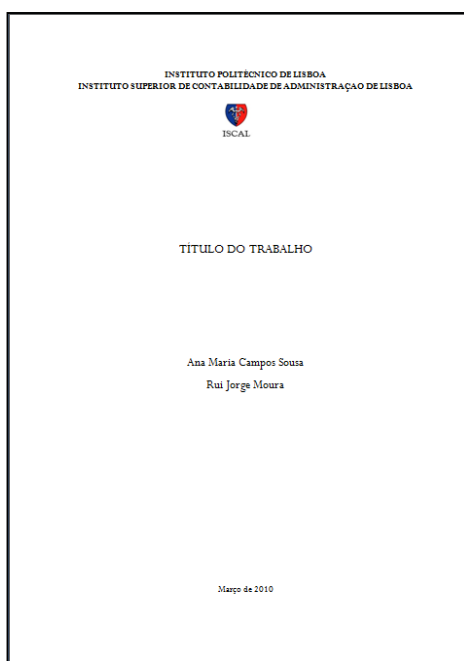 INSTITUTO POLITÉCNICO DE LISBOA
INSTITUTO SUPERIOR DE CONTABILIDADE DE ADMINISTRAÇAO DE LISBOA
ISCAL
TÍTULO DO TRABALHO
Ana Maria Campos Sousa
Rui Jorge Moura
Março de 2010